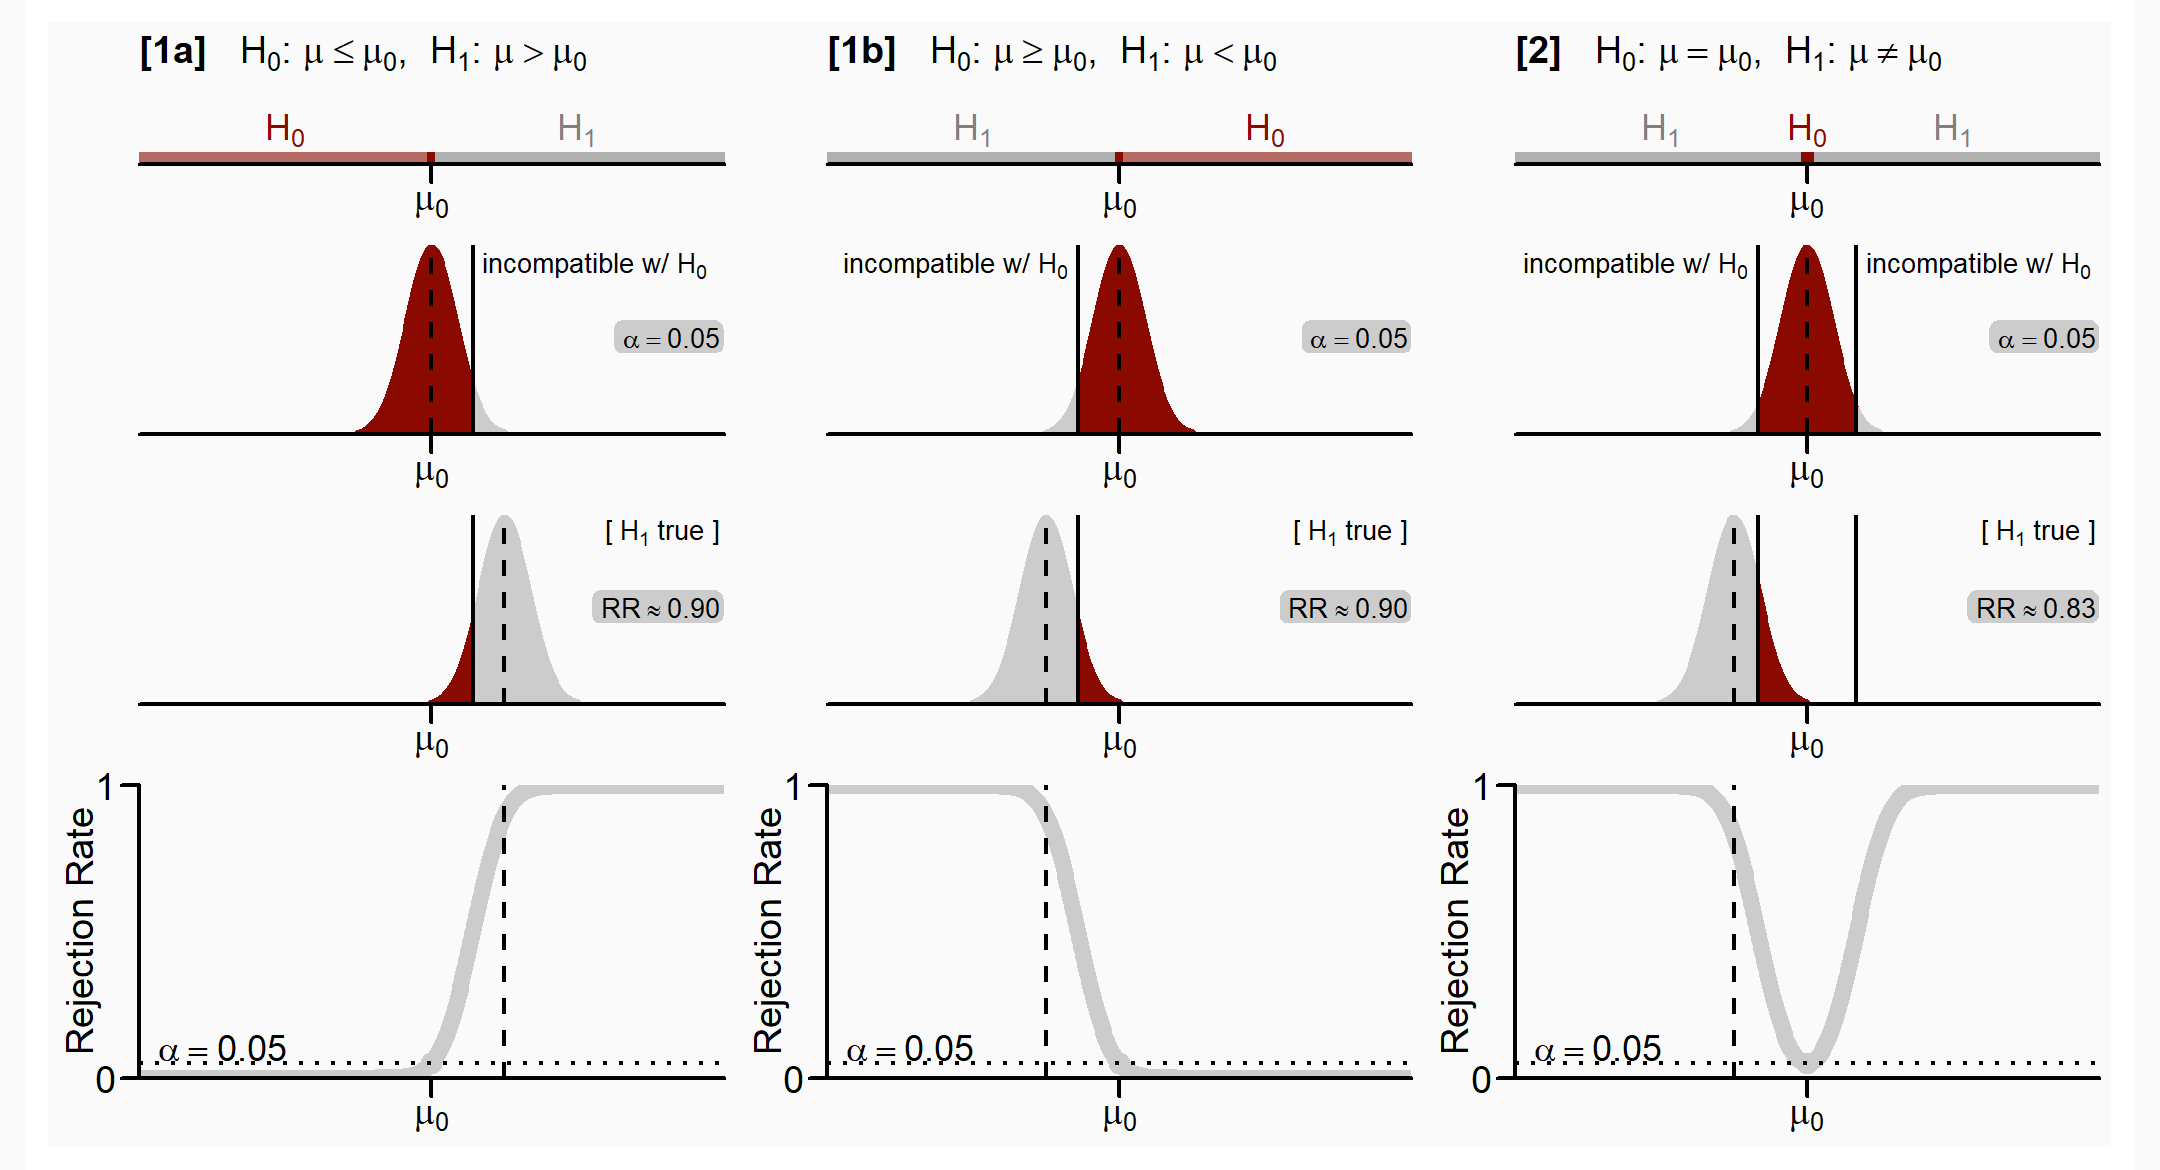 [1a] H₀: μ ≤ μ₀, H₁: μ > μ₀
H₀ H₁
μ₀
incompatible w/ H₀
α = 0.05
μ₀
[ H₁ true ]
RR ≈ 0.90
μ₀
1
Rejection Rate
α = 0.05
0
μ₀
[1b] H₀: μ ≥ μ₀, H₁: μ < μ₀
H₁ H₀
μ₀
incompatible w/ H₀
α = 0.05
μ₀
[ H₁ true ]
RR ≈ 0.90
μ₀
1
Rejection Rate
α = 0.05
0
μ₀
[2] H₀: μ = μ₀, H₁: μ ≠ μ₀
H₁ H₀ H₁
μ₀
incompatible w/ H₀ incompatible w/ H₀
α = 0.05
μ₀
[ H₁ true ]
RR ≈ 0.83
μ₀
1
Rejection Rate
α = 0.05
0
μ₀